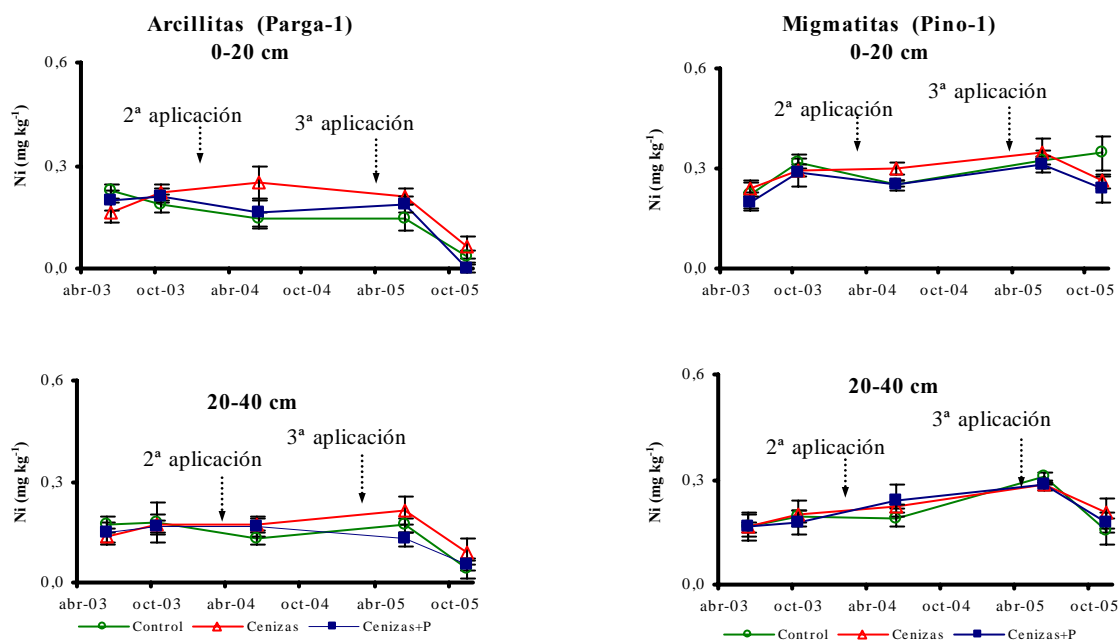 Arcillitas (Parga-1)
0-20 cm
0,6
0,3
0,0
Ni (mg kg-1)
2ª aplicación
3ª aplicación
abr-03 oct-03 abr-04 oct-04 abr-05 oct-05
Migmatitas (Pino-1)
0-20 cm
0,6
0,3
0,0
Ni (mg kg-1)
2ª aplicación
3ª aplicación
abr-03 oct-03 abr-04 oct-04 abr-05 oct-05
20-40 cm
0,6
0,3
0,0
Ni (mg kg-1)
2ª aplicación
3ª aplicación
abr-03 oct-03 abr-04 oct-04 abr-05 oct-05
Control Cenizas Cenizas+P
20-40 cm
0,6
0,3
0,0
Ni (mg kg-1)
2ª aplicación
3ª aplicación
abr-03 oct-03 abr-04 oct-04 abr-05 oct-05
Control Cenizas Cenizas+P